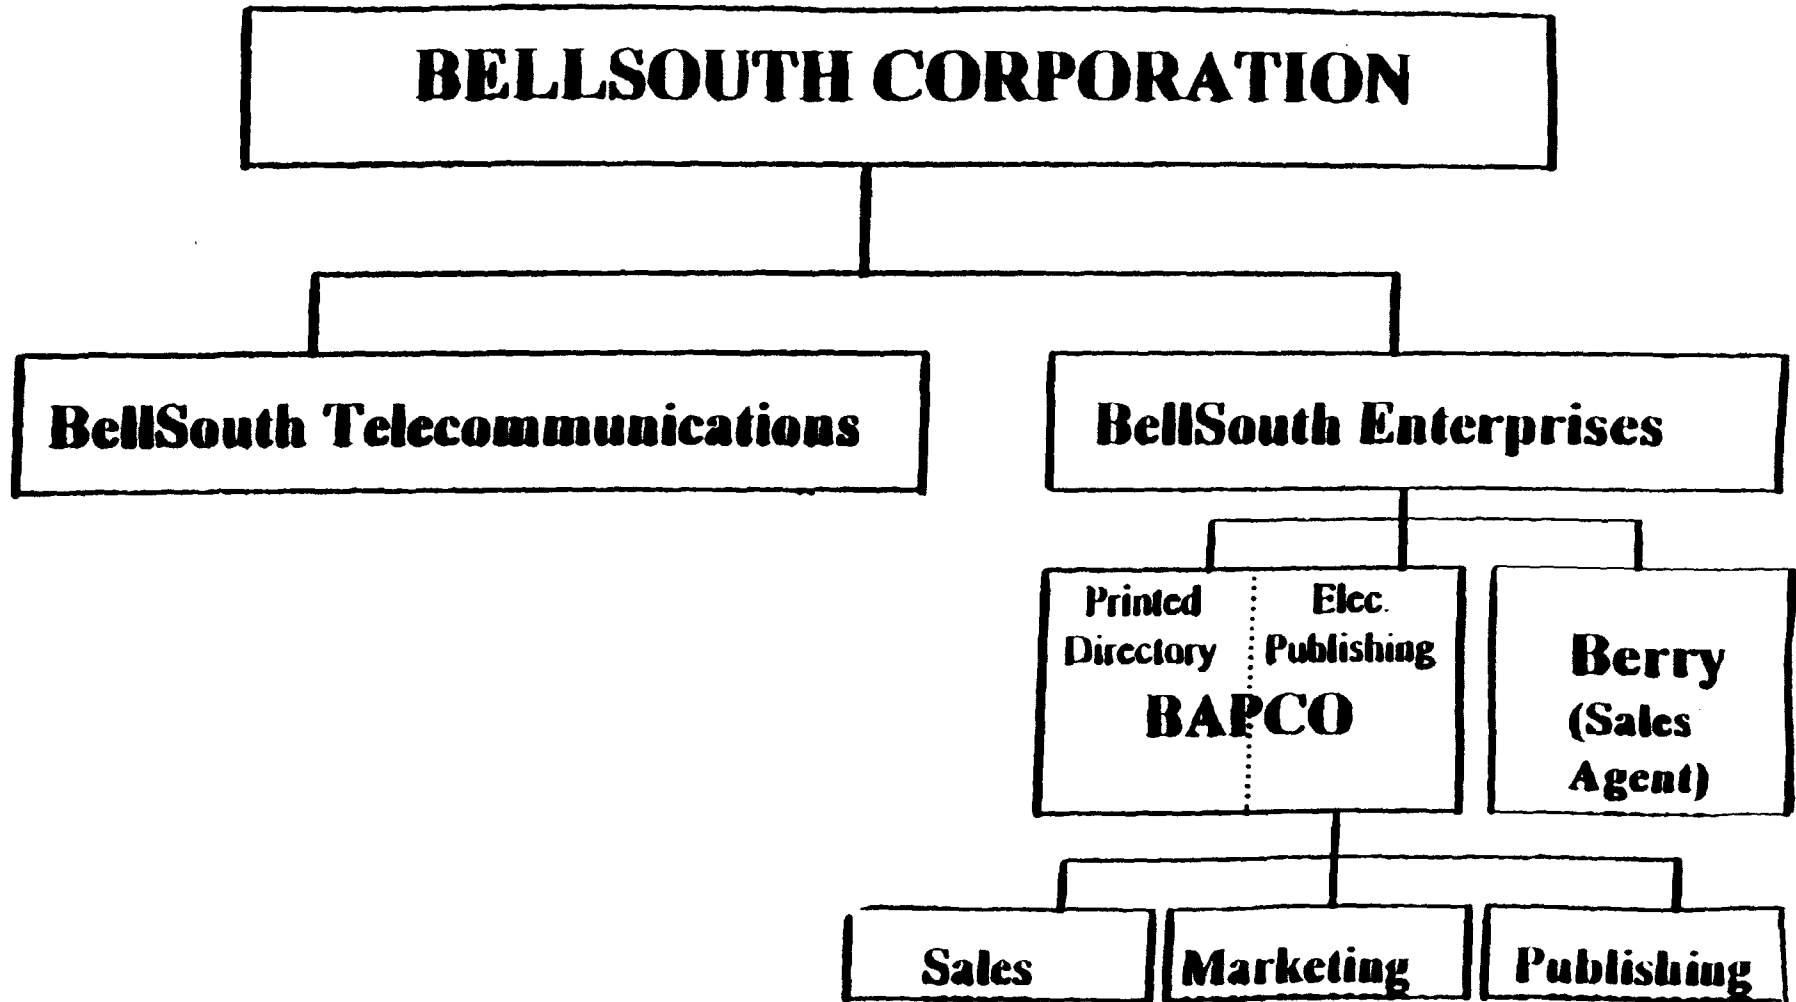 BELLSOUTH CORPORATION
BellSouth Telecommunications
BellSouth Enterprises
Printed
Directory
Elec.
Publishing
BAPCO
Berry
(Sales
Agent)
Sales
Marketing
Publishing